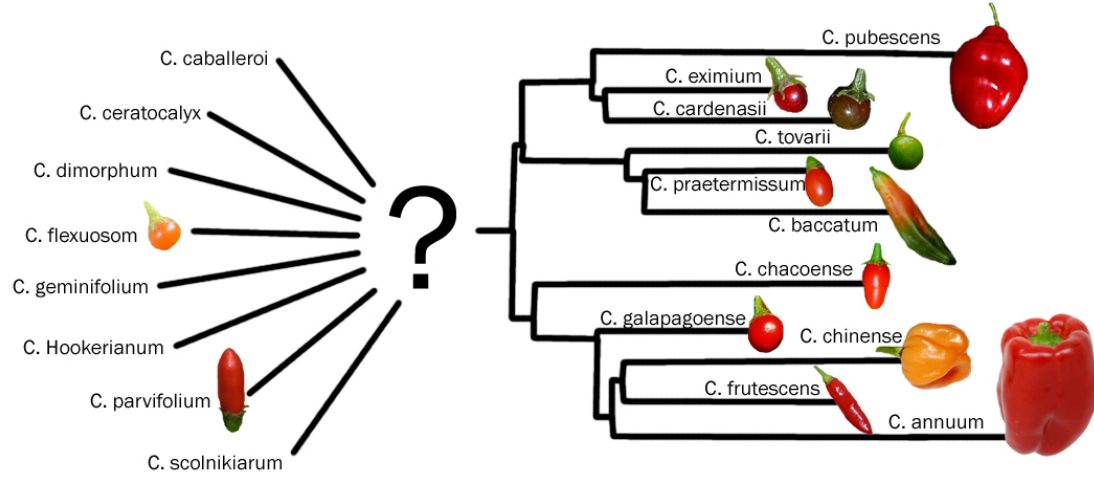 C. caballeroi
C. ceratocalyx
C. dimorphum
C. flexuosom
C. geminifolium
C. Hookerianum
C. parvifolium
C. scolnikiarum
?
C. pubescens
C. eximium
C. cardenasii
C. tovarii
C. praetermissum
C. baccatum
C. chacoense
C. galapagoense
C. chinense
C. frutescens
C. annuum